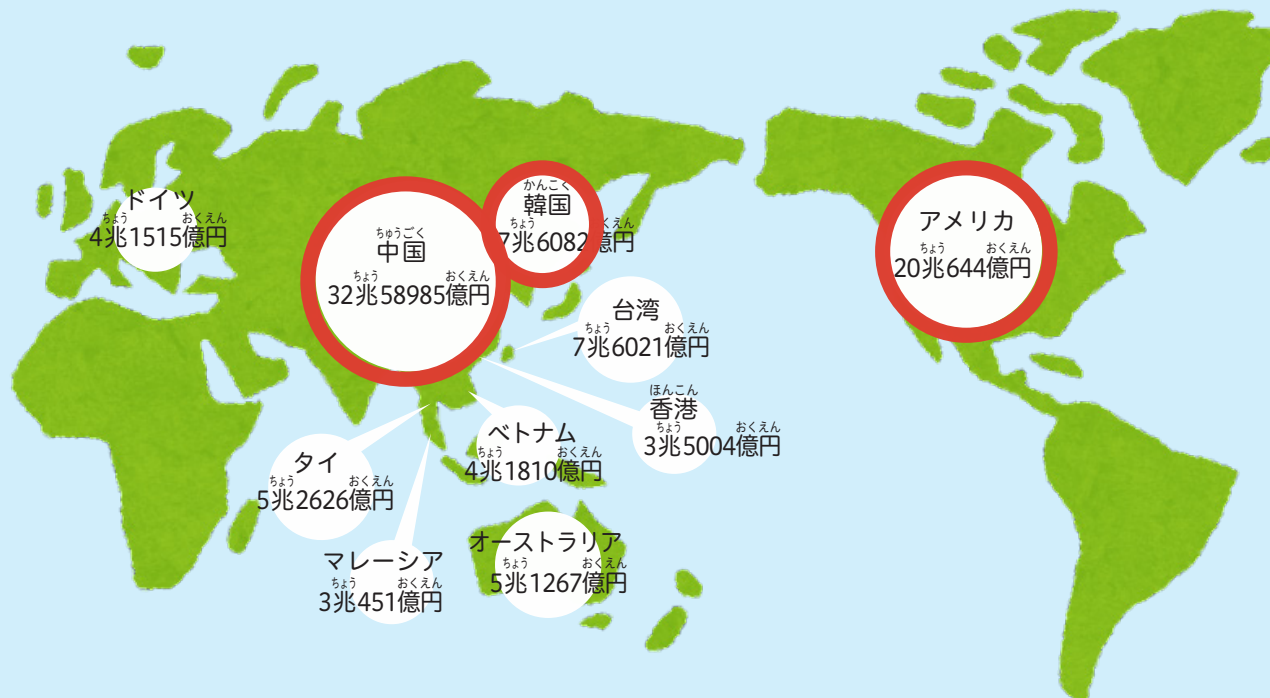 ドイツ
ちょう おくえん
4兆1515億円
ちゅうごく
中国
ちょう おくえん
32兆58985億円
かんこく
韓国
ちょう くえん
7兆6082億円
アメリカ
ちょう おくえん
20兆644億円
台湾
ちょう おくえん
7兆6021億円
ほんこん
香港
ちょう おくえん
3兆5004億円
ベトナム
ちょう おくえん
4兆1810億円
タイ
ちょう おくえん
5兆2626億円
マレーシア
ちょう おくえん
3兆451億円
オーストラリア
ちょう おくえん
5兆1267億円